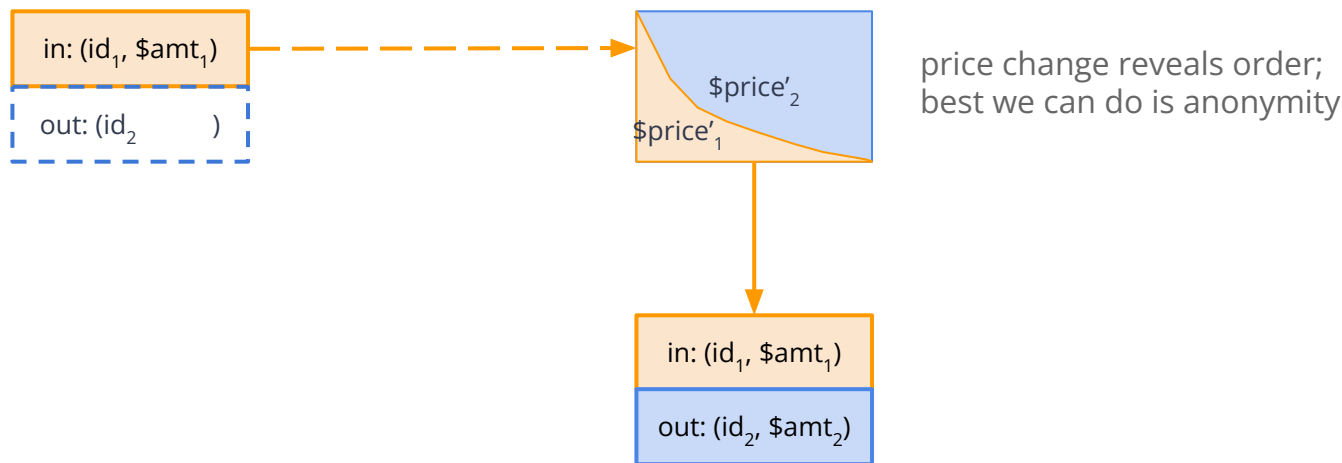 in: (id₁, $amt₁)
out: (id₂ )
$price’₂
$price’₁
price change reveals order;
best we can do is anonymity
in: (id₁, $amt₁)
out: (id₂, $amt₂)